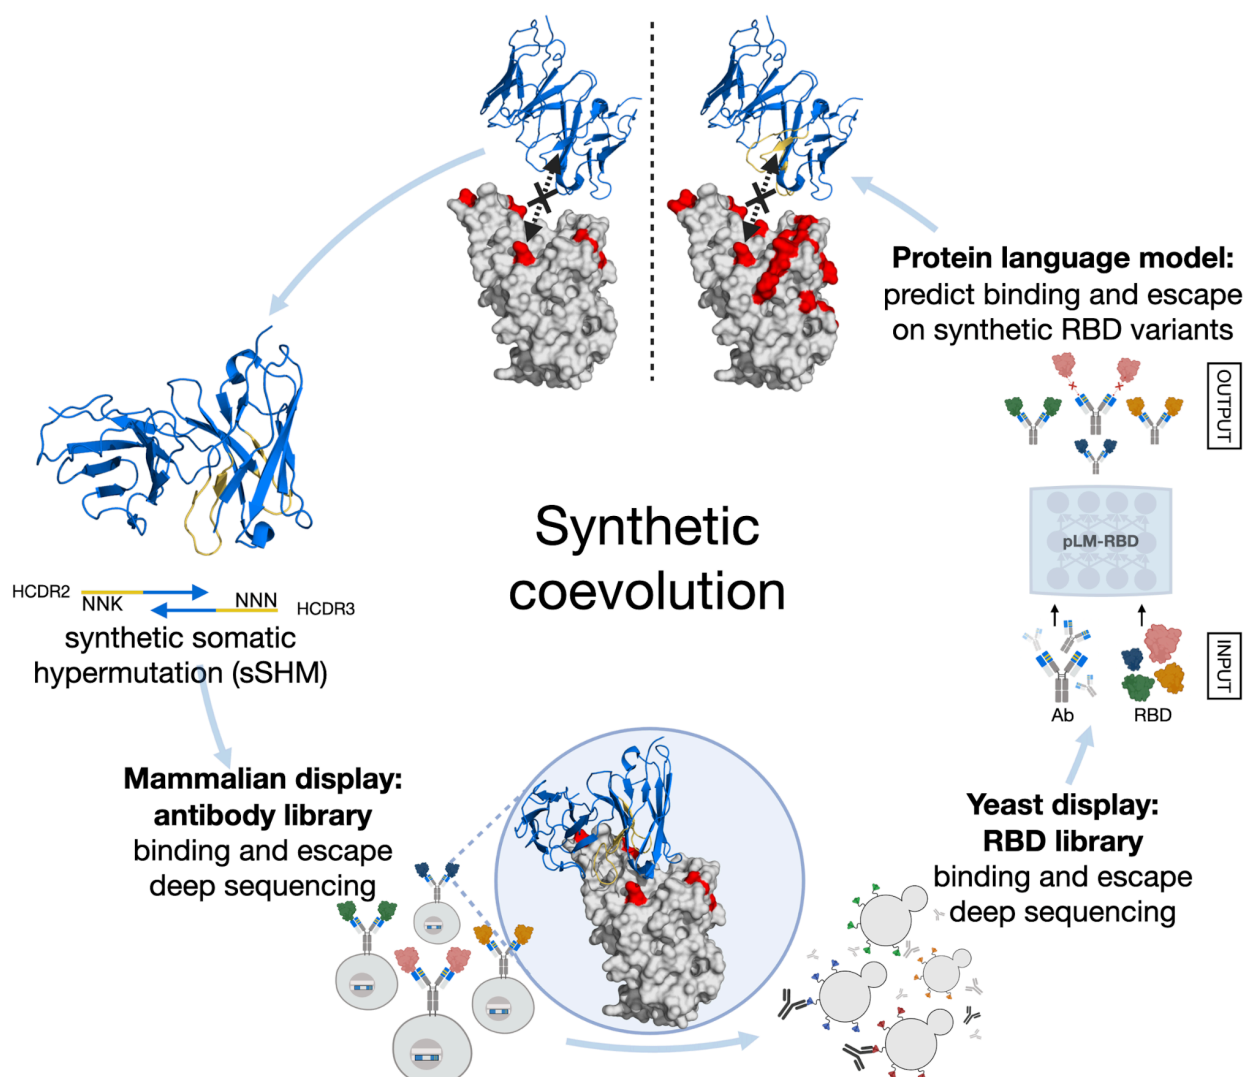 Synthetic
coevolution
HCDR2
NNK
NNN
HCDR3
synthetic somatic
hypermutation (sSHM)
Mammalian display:
antibody library
binding and escape
deep sequencing
Yeast display:
RBD library
binding and escape
deep sequencing
INPUT
Ab
RBD
pLM-RBD
OUTPUT
Protein language model:
predict binding and escape
on synthetic RBD variants